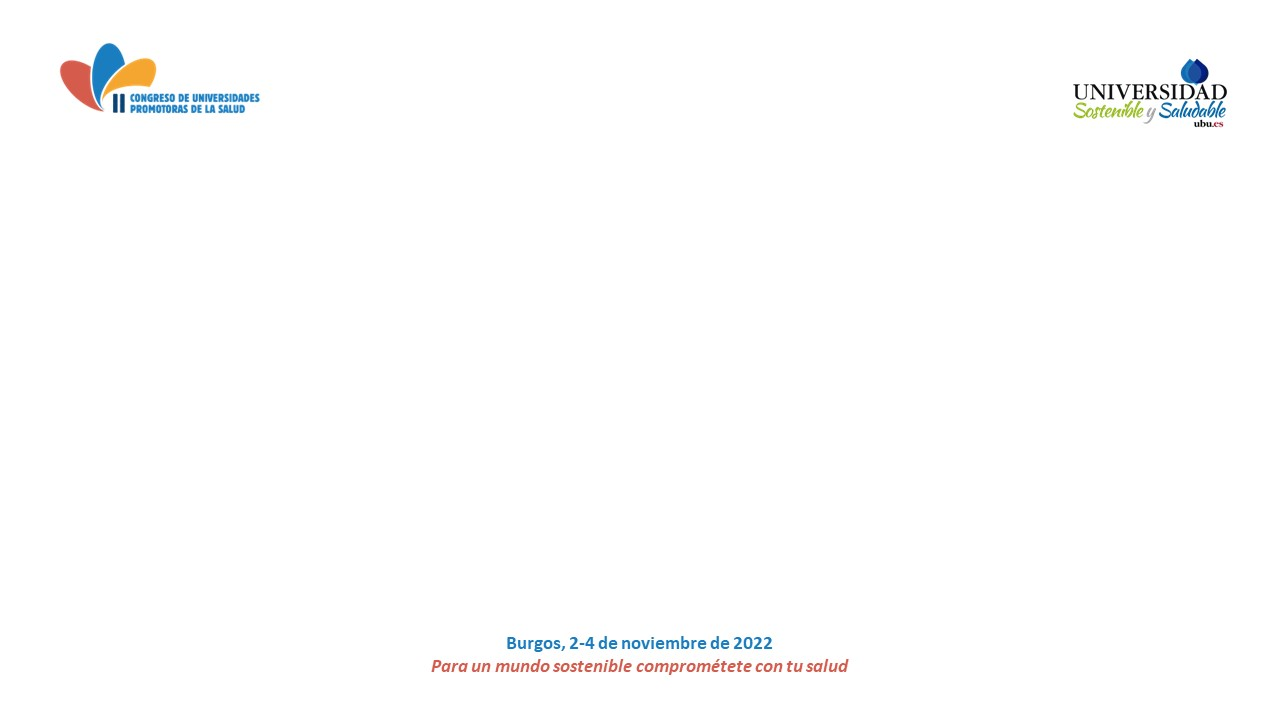 II CONGRESO DE UNIVERSIDADES
PROMOTORAS DE LA SALUD
UNIVERSIDAD
Sostenible y Saludable
ubu.es
Burgos, 2-4 de noviembre de 2022
Para un mundo sostenible comprométete con tu salud